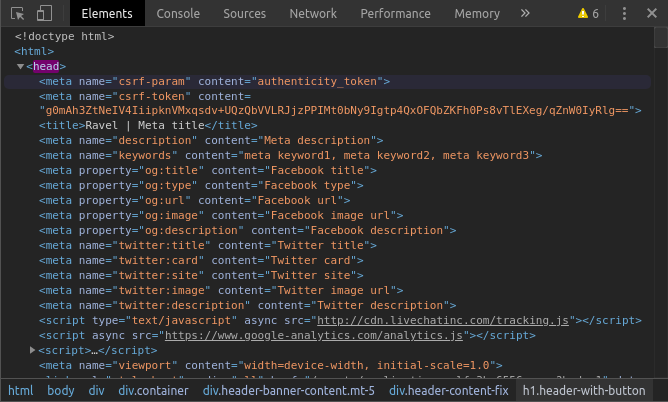 Elements Console Sources Network Performance Memory » 6
<!doctype html>
<html>
<head>
<meta name="csrf-param" content="authenticity_token">
<meta name="csrf-token" content=
"g0mAh3ZtNeIV4IiipknVMxqsdv+UQzQbVVLRJjzPPIMt0bNy9Igtp4QxOFQbZKFh0Ps8vTlEXeg/qZnW0IyRlg==">
<title>Ravel | Meta title</title>
<meta name="description" content="Meta description">
<meta name="keywords" content="meta keyword1, meta keyword2, meta keyword3">
<meta property="og:title" content="Facebook title">
<meta property="og:type" content="Facebook type">
<meta property="og:url" content="Facebook url">
<meta property="og:image" content="Facebook image url">
<meta property="og:description" content="Facebook description">
<meta name="twitter:title" content="Twitter title">
<meta name="twitter:card" content="Twitter card">
<meta name="twitter:site" content="Twitter site">
<meta name="twitter:image" content="Twitter image url">
<meta name="twitter:description" content="Twitter description">
<script type="text/javascript" async src="http://cdn.livechatinc.com/tracking.js"></script>
<script async src="https://www.google-analytics.com/analytics.js"></script>
<script>…</script>
<meta name="viewport" content="width=device-width, initial-scale=1.0">
html body div div.container div.header-banner-content.mt-5 div.header-content-fix h1.header-with-button